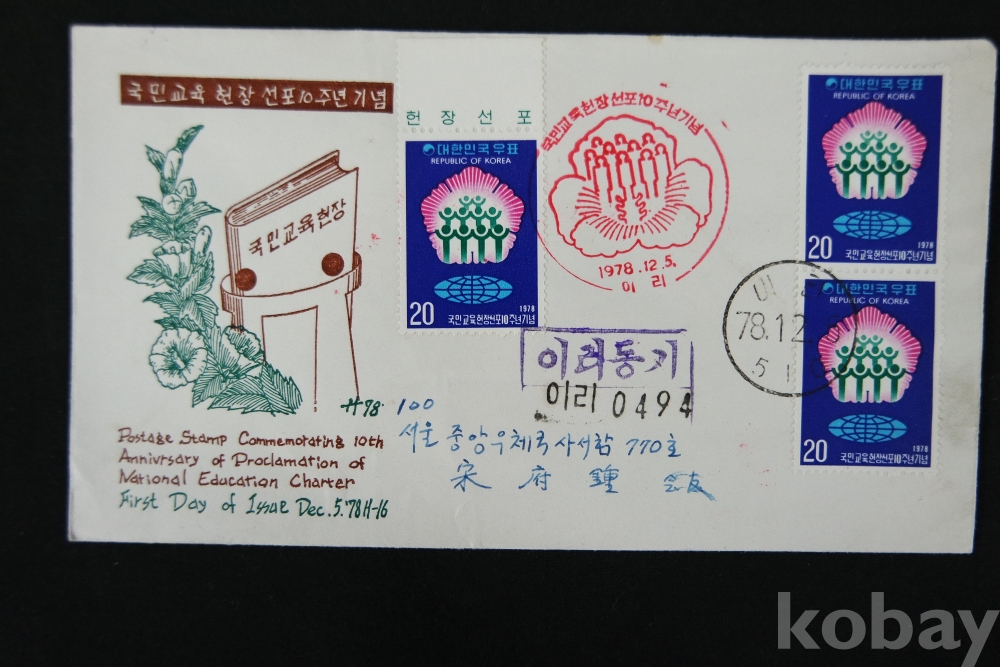 국민교육헌장선포10주년기념
국민교육헌장
H78
Postage Stamp Commemorating 10th
Annivrsary of Proclamation of
National Education Charter
First Day of Issue Dec.5.'78 H-16
헌장선포
대한민국우표
REPUBLIC OF KOREA
20
1978
국민교육헌장선포10주년기념
국민교육헌장선포10주년기념
1978.12.5.
이리
대한민국우표
REPUBLIC OF KOREA
20
1978
국민교육헌장선포10주년기념
78.12
대한민국우표
REPUBLIC OF KOREA
20
1978
국민교육헌장선포10주년기념
이리등기
이리 0494
100
서울 중앙우체국사서함 770호
宋府鍾
kobay